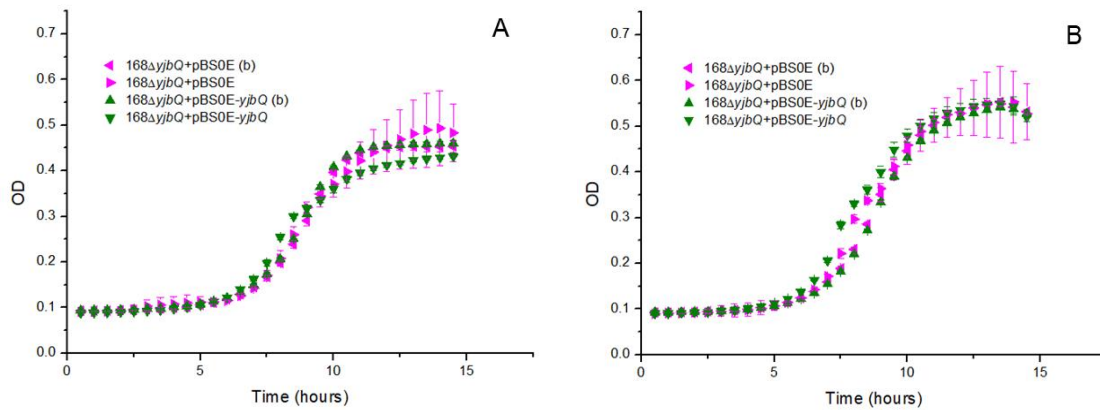 A
0.7
0.6
0.5
0.4
0.3
0.2
0.1
0.0
OD
168ΔyjbQ+pBS0E (b)
168ΔyjbQ+pBS0E
168ΔyjbQ+pBS0E-yjbQ (b)
168ΔyjbQ+pBS0E-yjbQ
0 5 10 15
Time (hours)
B
0.7
0.6
0.5
0.4
0.3
0.2
0.1
0.0
OD
168ΔyjbQ+pBS0E (b)
168ΔyjbQ+pBS0E
168ΔyjbQ+pBS0E-yjbQ (b)
168ΔyjbQ+pBS0E-yjbQ
0 5 10 15
Time (hours)